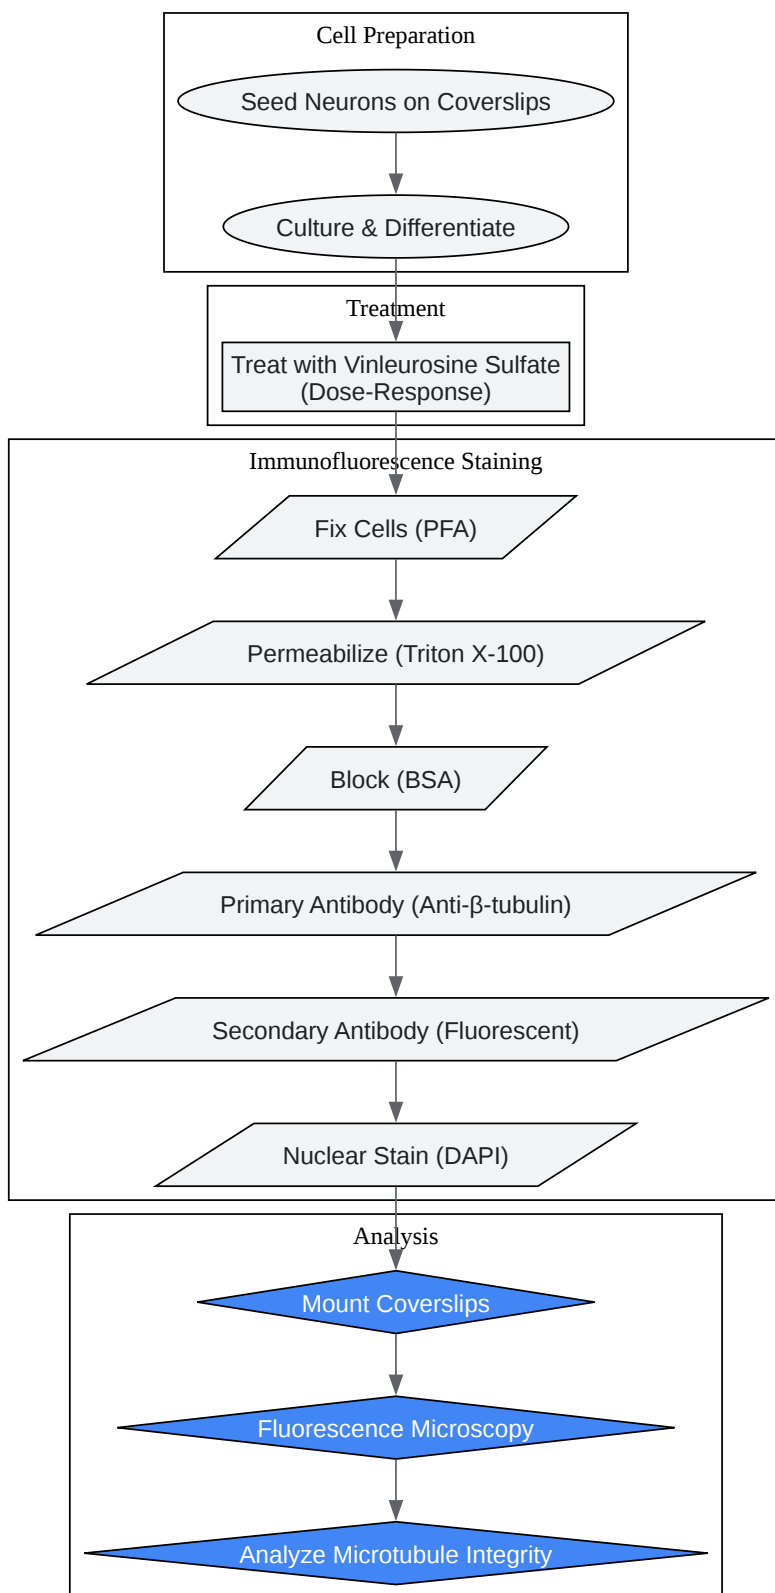 Cell Preparation
Seed Neurons on Coverslips
Culture & Differentiate
Treatment
Treat with Vinleurosine Sulfate
(Dose-Response)
Immunofluorescence Staining
Fix Cells (PFA)
Permeabilize (Triton X-100)
Block (BSA)
Primary Antibody (Anti-β-tubulin)
Secondary Antibody (Fluorescent)
Nuclear Stain (DAPI)
Analysis
Mount Coverslips
Fluorescence Microscopy
Analyze Microtubule Integrity